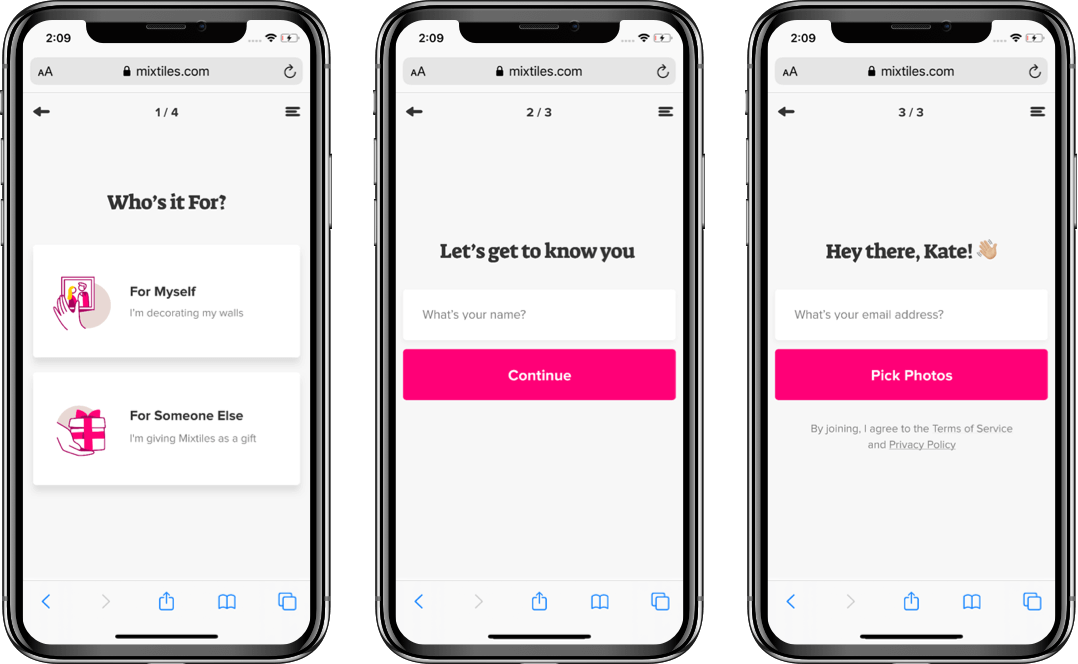 2:09
AA mixtiles.com
1 / 4
Who's it For?
For Myself
I'm decorating my walls
For Someone Else
I'm giving Mixtiles as a gift
2:09
AA mixtiles.com
2 / 3
Let's get to know you
What's your name?
Continue
2:09
AA mixtiles.com
3 / 3
Hey there, Kate! 👋🏼
What's your email address?
Pick Photos
By joining, I agree to the Terms of Service
and Privacy Policy